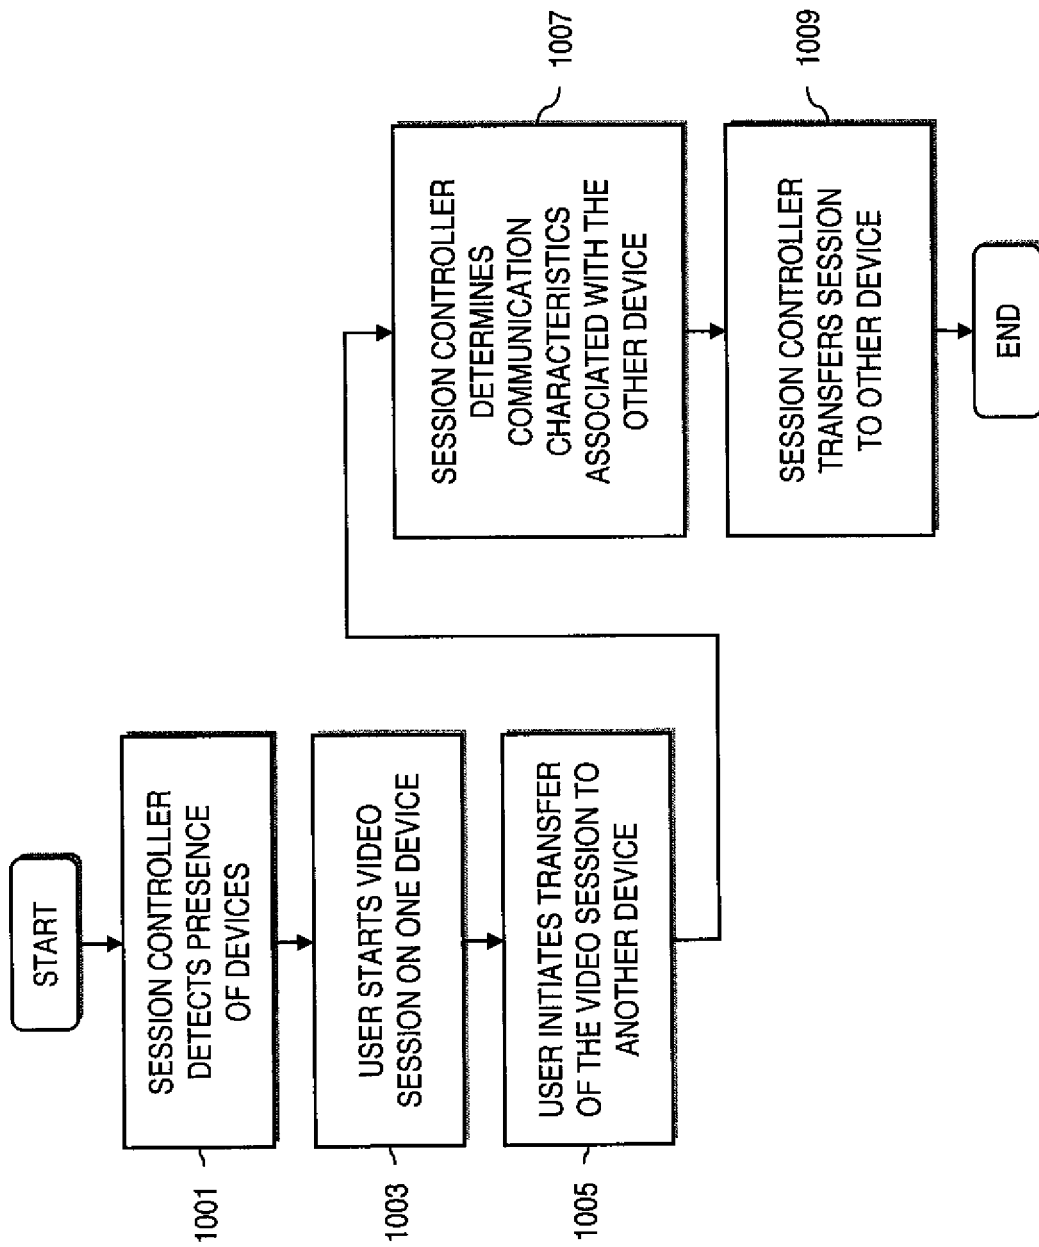 START
SESSION CONTROLLER
DETECTS PRESENCE
OF DEVICES
1001
USER STARTS VIDEO
SESSION ON ONE DEVICE
1003
USER INITIATES TRANSFER
OF THE VIDEO SESSION TO
ANOTHER DEVICE
1005
SESSION CONTROLLER
DETERMINES
COMMUNICATION
CHARACTERISTICS
ASSOCIATED WITH THE
OTHER DEVICE
1007
SESSION CONTROLLER
TRANSFERS SESSION
TO OTHER DEVICE
1009
END